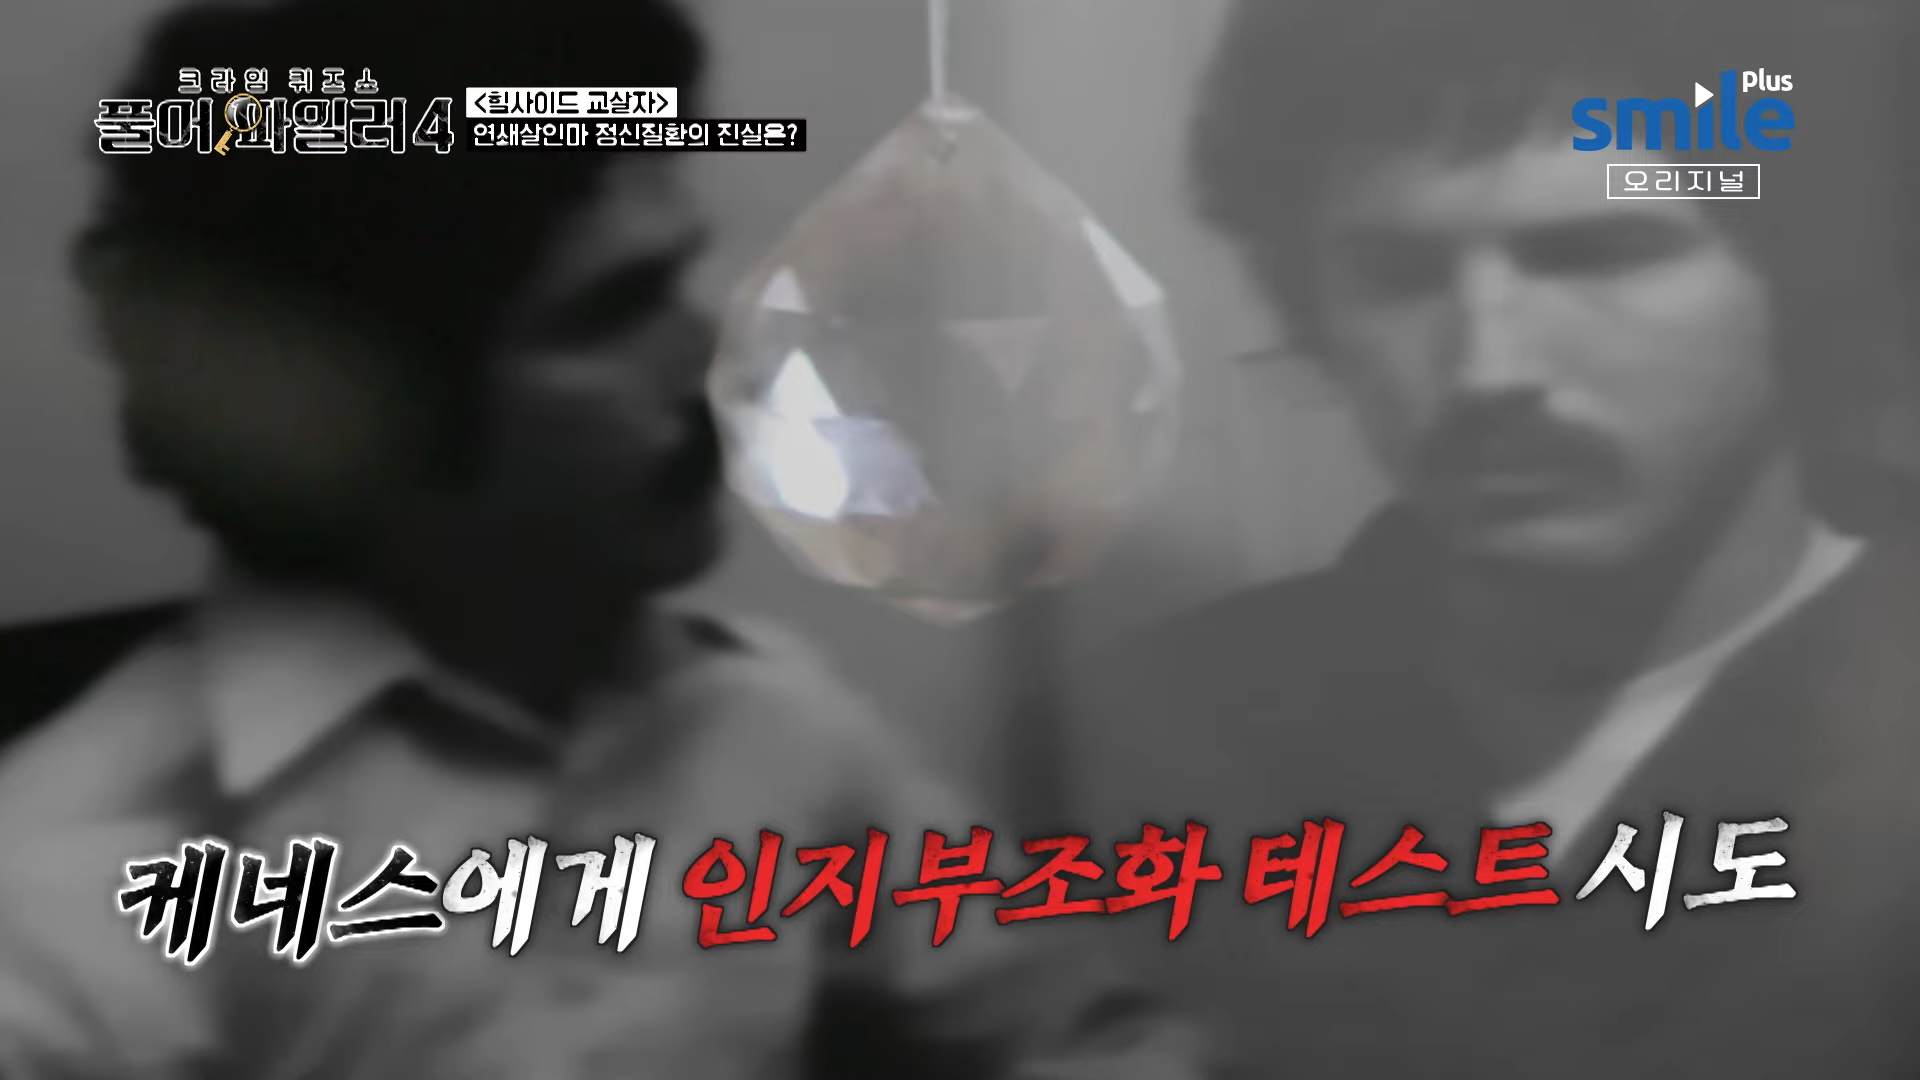 크라임 퀴즈쇼
풀어파일러4
<힐사이드 교살자>
연쇄살인마 정신질환의 진실은?
smile Plus
오리지널
케네스에게 인지부조화 테스트 시도